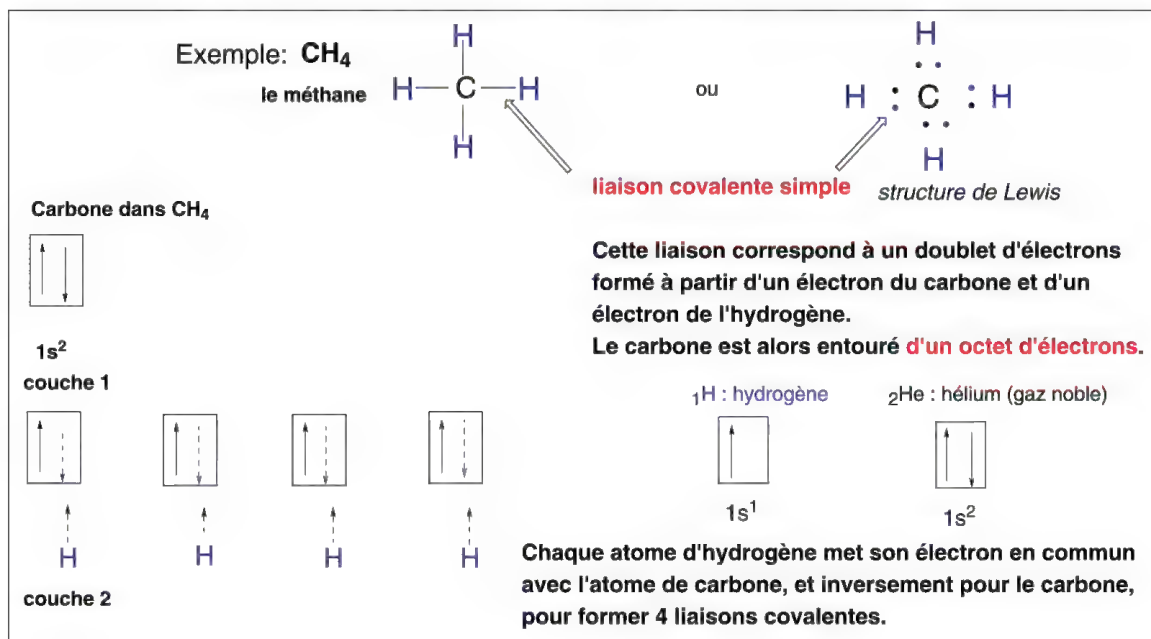 Exemple: CH₄
le méthane
H
H—C—H
H
ou
H
H : C : H
H
liaison covalente simple
structure de Lewis
Carbone dans CH₄
1s²
couche 1
Cette liaison correspond à un doublet d'électrons
formé à partir d'un électron du carbone et d'un
électron de l'hydrogène.
Le carbone est alors entouré d'un octet d'électrons.
₁H : hydrogène
₂He : hélium (gaz noble)
1s¹
1s²
H H H H
couche 2
Chaque atome d'hydrogène met son électron en commun
avec l'atome de carbone, et inversement pour le carbone,
pour former 4 liaisons covalentes.